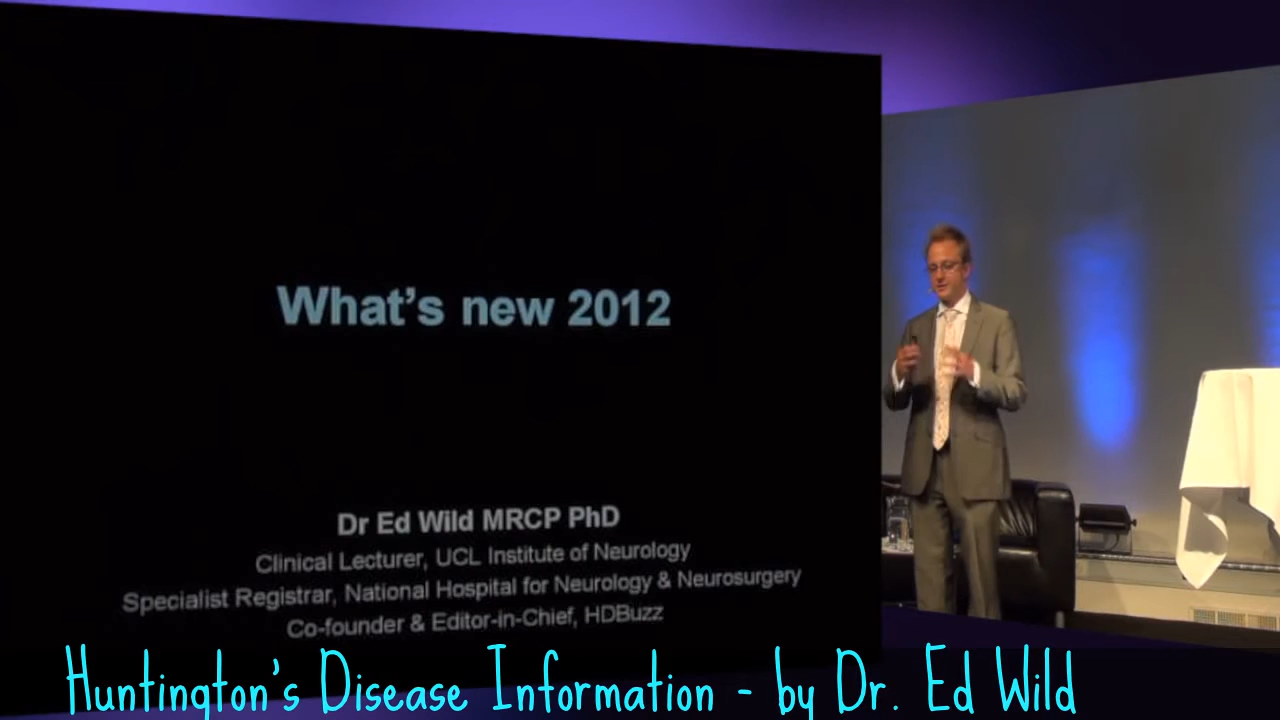 What's new 2012
Dr Ed Wild MRCP PhD
Clinical Lecturer, UCL Institute of Neurology
Specialist Registrar, National Hospital for Neurology & Neurosurgery
Co-founder & Editor-in-Chief, HDBuzz
Huntington's Disease Information - by Dr. Ed Wild